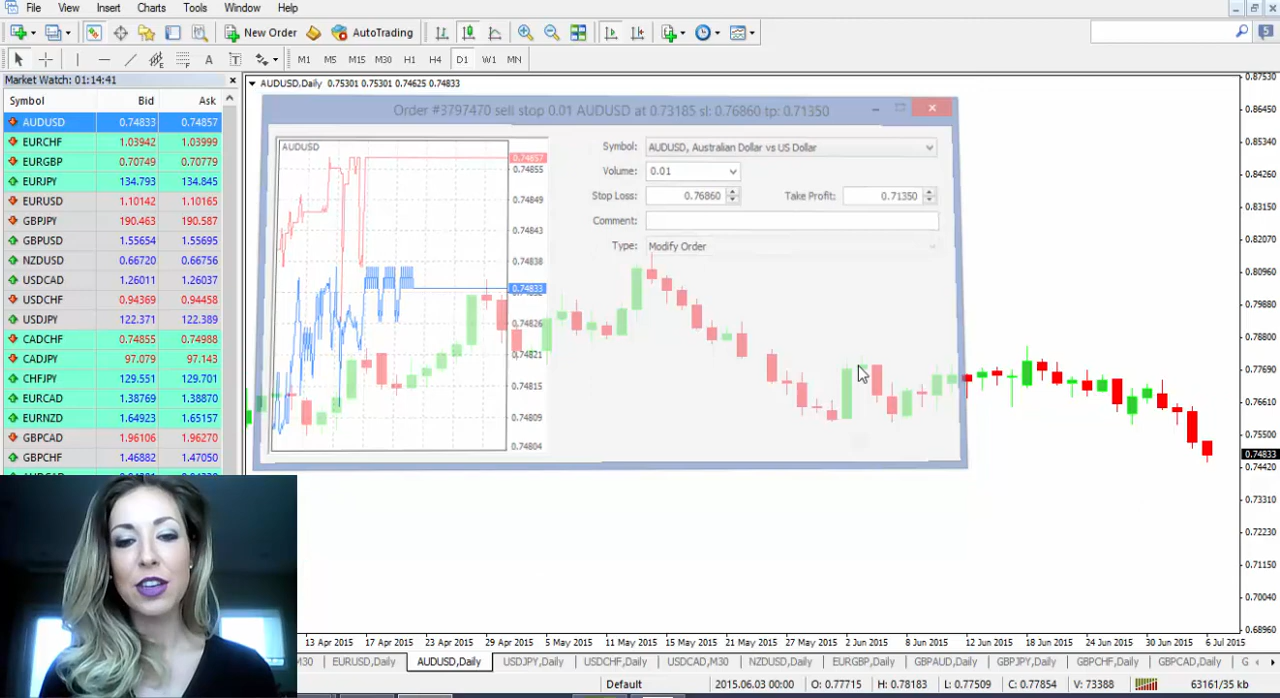 File View Insert Charts Tools Window Help
New Order AutoTrading
5
A T M1 M5 M15 M30 H1 H4 D1 W1 MN
Market Watch: 01:14:41
Symbol Bid Ask
AUDUSD 0.74833 0.74857
EURCHF 1.03942 1.03999
EURGBP 0.70749 0.70779
EURJPY 134.793 134.845
EURUSD 1.10142 1.10165
GBPJPY 190.463 190.587
GBPUSD 1.55654 1.55695
NZDUSD 0.66720 0.66756
USDCAD 1.26011 1.26037
USDCHF 0.94369 0.94458
USDJPY 122.371 122.389
CADCHF 0.74855 0.74988
CADJPY 97.079 97.143
CHFJPY 129.551 129.701
EURCAD 1.38769 1.38870
EURNZD 1.64923 1.65157
GBPCAD 1.96106 1.96270
GBPCHF 1.46882 1.47050
AUDUSD,Daily 0.75301 0.75301 0.74625 0.74833
Order #3797470 sell stop 0.01 AUDUSD at 0.73185 sl: 0.76860 tp: 0.71350
AUDUSD
0.74857
0.74855
0.74849
0.74843
0.74838
0.74833
0.74826
0.74821
0.74815
0.74809
0.74804
Symbol: AUDUSD, Australian Dollar vs US Dollar
Volume: 0.01
Stop Loss: 0.76860 Take Profit: 0.71350
Comment:
Type: Modify Order
0.87530
0.86450
0.85340
0.84260
0.83150
0.82070
0.80960
0.79880
0.78800
0.77690
0.76610
0.75500
0.74833
0.74420
0.73310
0.72230
0.71150
0.70040
0.68960
13 Apr 2015 17 Apr 2015 23 Apr 2015 29 Apr 2015 5 May 2015 11 May 2015 15 May 2015 21 May 2015 27 May 2015 2 Jun 2015 8 Jun 2015 12 Jun 2015 18 Jun 2015 24 Jun 2015 30 Jun 2015 6 Jul 2015
M30 EURUSD,Daily AUDUSD,Daily USDJPY,Daily USDCHF,Daily USDCAD,M30 NZDUSD,Daily EURGBP,Daily GBPAUD,Daily GBPJPY,Daily GBPCHF,Daily GBPCAD,Daily G
Default 2015.06.03 00:00 O: 0.77715 H: 0.78183 L: 0.77509 C: 0.77854 V: 73388 63161/35 kb